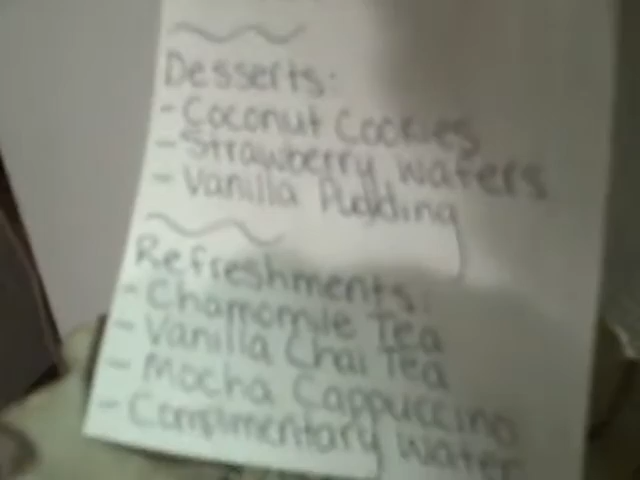 Desserts:
- Coconut Cookies
- Strawberry Wafers
- Vanilla Pudding
Refreshments:
- Chamomile Tea
- Vanilla Chai Tea
- Mocha Cappuccino
- Complimentary Water